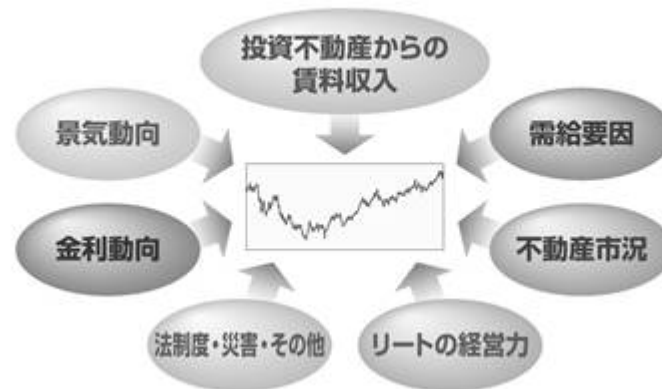 投資不動産からの
賃料収入
景気動向
需給要因
金利動向
不動産市況
法制度・災害・その他
リートの経営力